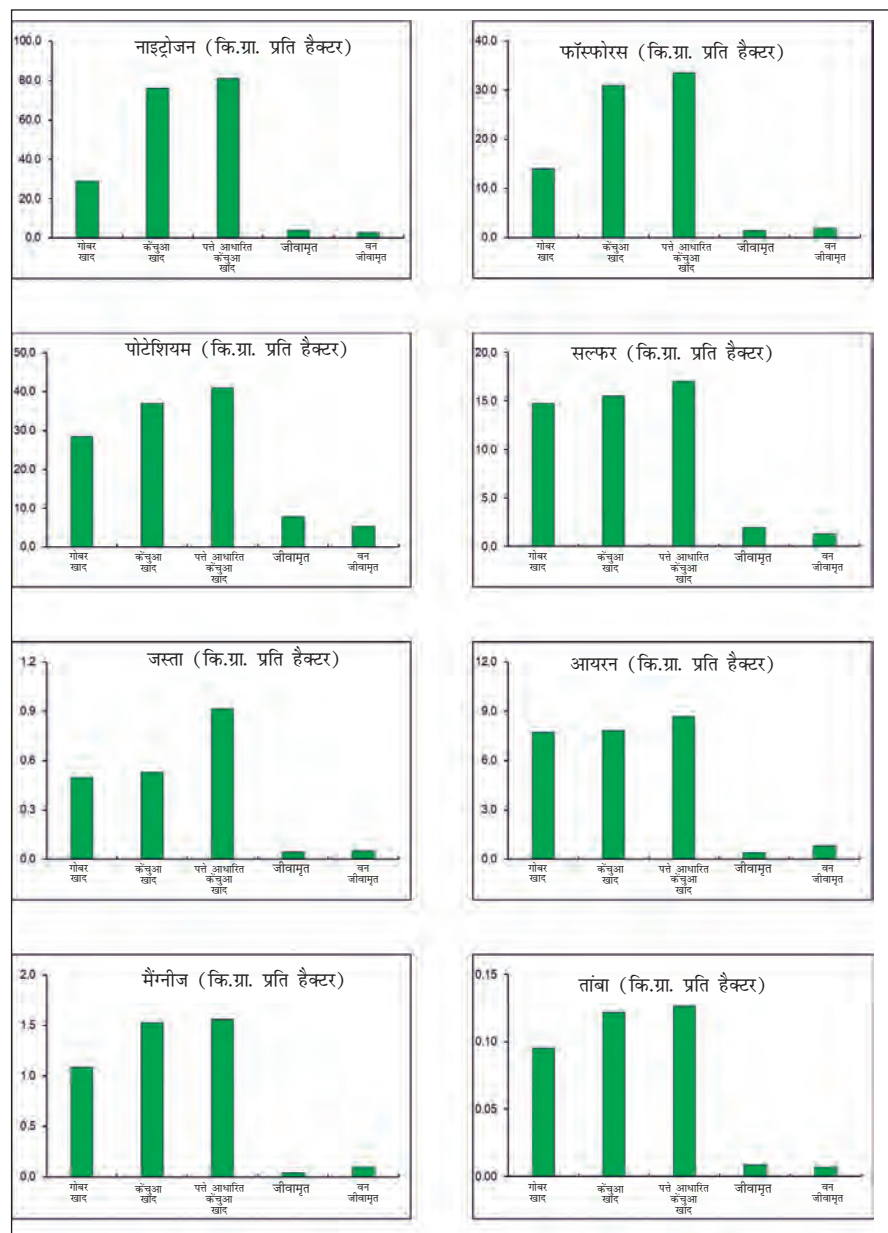 नाइट्रोजन (कि.ग्रा. प्रति हैक्टर)
100.0
80.0
60.0
40.0
20.0
0.0
गोबर केंचुआ पत्ते आधारित जीवामृत वन
खाद खाद केंचुआ जीवामृत
खाद
फॉस्फोरस (कि.ग्रा. प्रति हैक्टर)
40.0
30.0
20.0
10.0
0.0
गोबर केंचुआ पत्ते आधारित जीवामृत वन
खाद खाद केंचुआ जीवामृत
खाद
पोटेशियम (कि.ग्रा. प्रति हैक्टर)
50.0
40.0
30.0
20.0
10.0
0.0
गोबर केंचुआ पत्ते आधारित जीवामृत वन
खाद खाद केंचुआ जीवामृत
खाद
सल्फर (कि.ग्रा. प्रति हैक्टर)
20.0
15.0
10.0
5.0
0.0
गोबर केंचुआ पत्ते आधारित जीवामृत वन
खाद खाद केंचुआ जीवामृत
खाद
जस्ता (कि.ग्रा. प्रति हैक्टर)
1.2
0.9
0.6
0.3
0.0
गोबर केंचुआ पत्ते आधारित जीवामृत वन
खाद खाद केंचुआ जीवामृत
खाद
आयरन (कि.ग्रा. प्रति हैक्टर)
12.0
9.0
6.0
3.0
0.0
गोबर केंचुआ पत्ते आधारित जीवामृत वन
खाद खाद केंचुआ जीवामृत
खाद
मैंग्नीज (कि.ग्रा. प्रति हैक्टर)
2.0
1.5
1.0
0.5
0.0
गोबर केंचुआ पत्ते आधारित जीवामृत वन
खाद खाद केंचुआ जीवामृत
खाद
तांबा (कि.ग्रा. प्रति हैक्टर)
0.15
0.10
0.05
0.00
गोबर केंचुआ पत्ते आधारित जीवामृत वन
खाद खाद केंचुआ जीवामृत
खाद